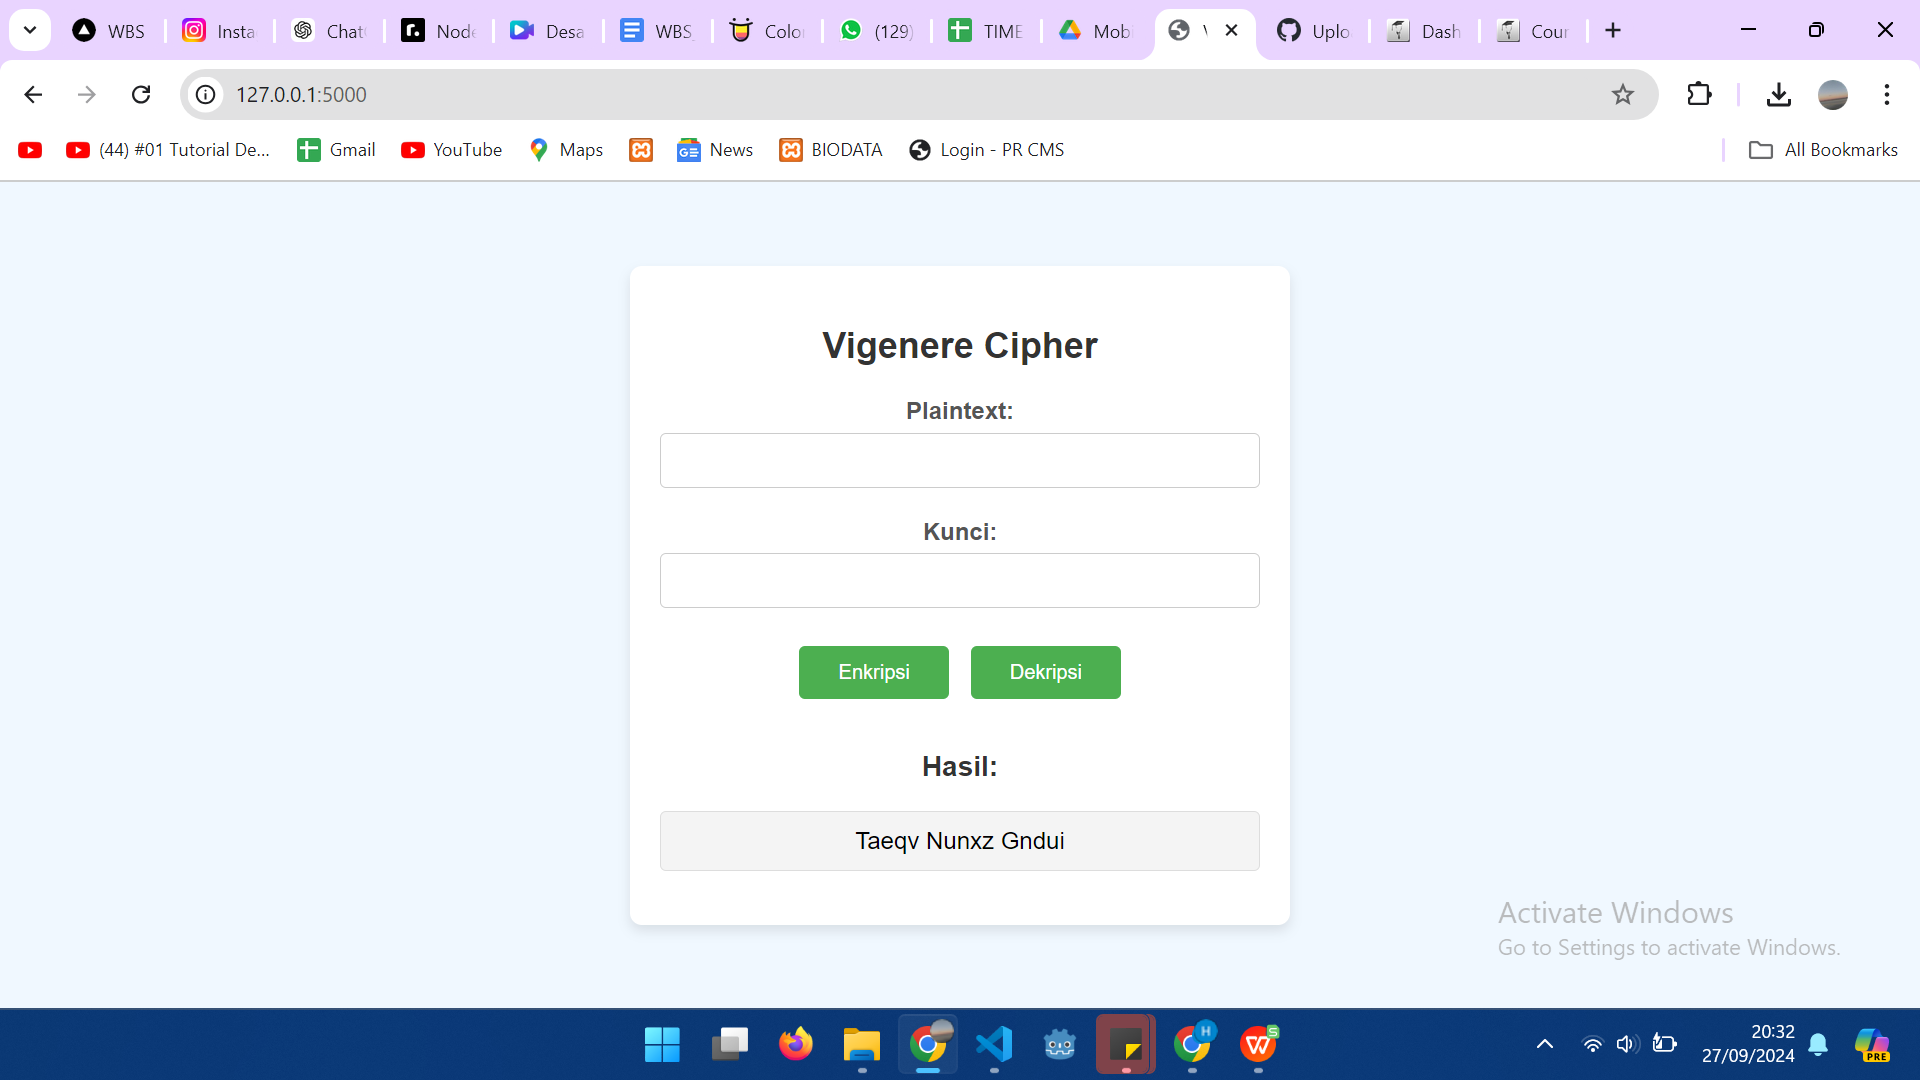 WBS
Insta
Chat
Node
Desa
WBS
Colo
(129)
TIME
Mob
Uplo
Dash
Cour
127.0.0.1:5000
(44) #01 Tutorial De...
Gmail
YouTube
Maps
News
BIODATA
Login - PR CMS
All Bookmarks
Vigenere Cipher
Plaintext:
Kunci:
Enkripsi
Dekripsi
Hasil:
Taeqv Nunxz Gndui
Activate Windows
Go to Settings to activate Windows.
20:32
27/09/2024
PRE